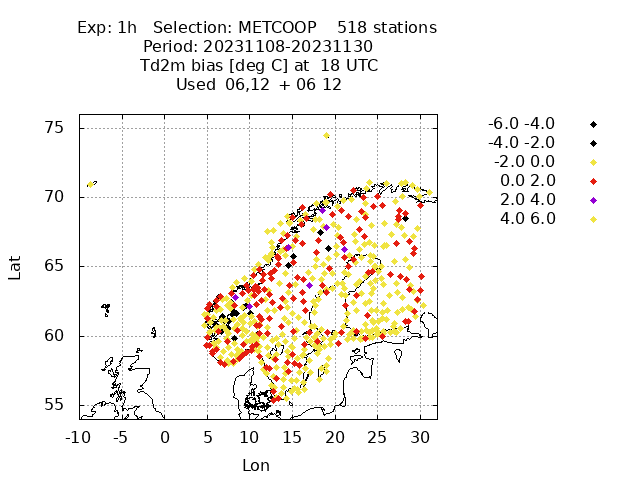 Exp: 1h   Selection: METCOOP    518 stations
Period: 20231108-20231130
Td2m bias [deg C] at  18 UTC
Used  06,12  + 06 12
-6.0 -4.0
-4.0 -2.0
-2.0 0.0
0.0 2.0
2.0 4.0
4.0 6.0
75
70
65
60
55
Lat
-10 -5 0 5 10 15 20 25 30
Lon